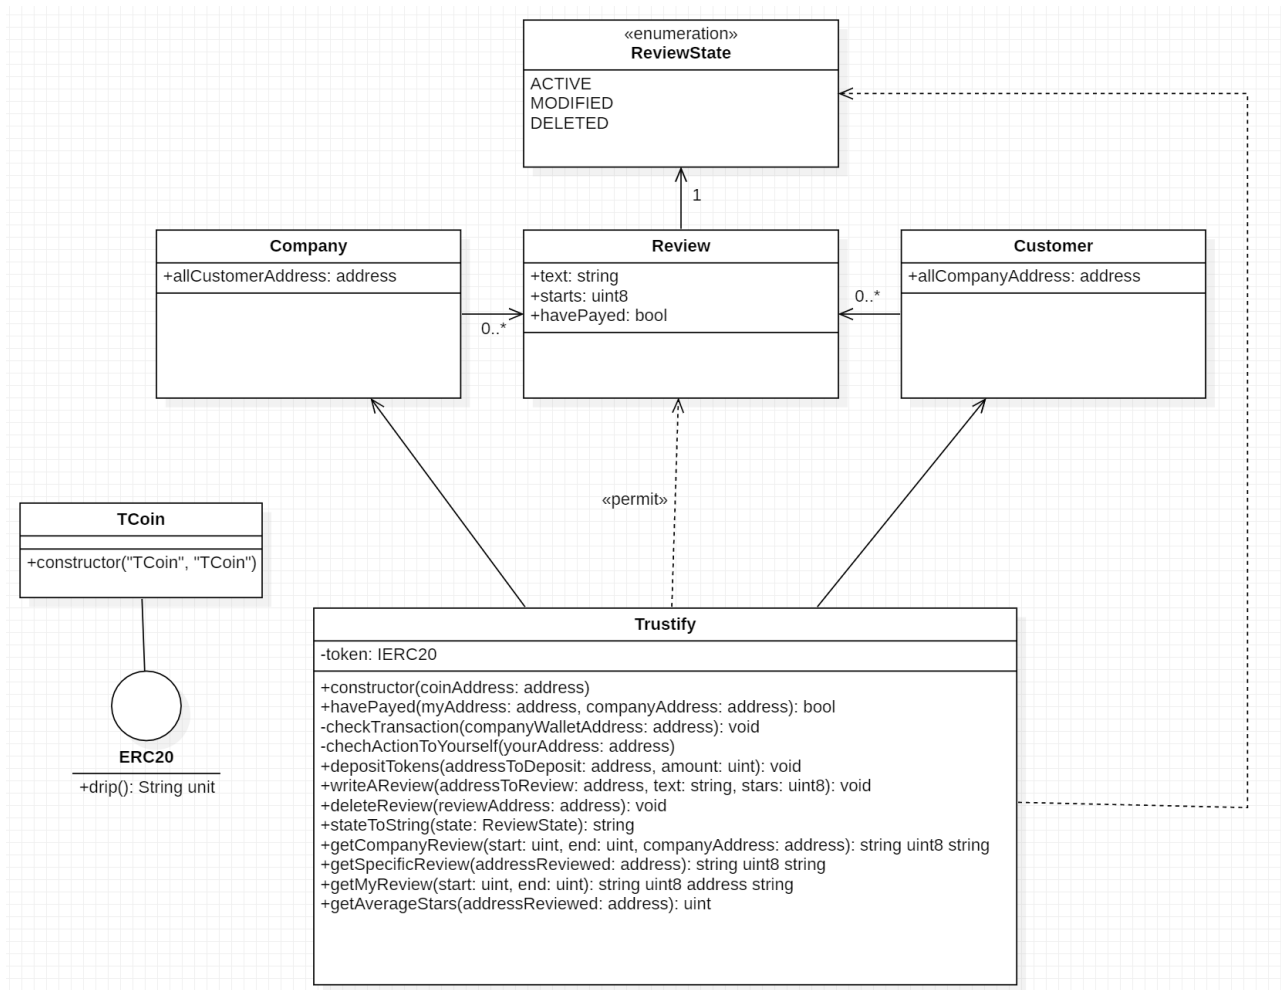 «enumeration»
ReviewState
ACTIVE
MODIFIED
DELETED
1
Company
+allCustomerAddress: address
0..*
Review
+text: string
+starts: uint8
+havePayed: bool
0..*
Customer
+allCompanyAddress: address
«permit»
TCoin
+constructor("TCoin", "TCoin")
ERC20
+drip(): String unit
Trustify
-token: IERC20
+constructor(coinAddress: address)
+havePayed(myAddress: address, companyAddress: address): bool
-checkTransaction(companyWalletAddress: address): void
-chechActionToYourself(yourAddress: address)
+depositTokens(addressToDeposit: address, amount: uint): void
+writeAReview(addressToReview: address, text: string, stars: uint8): void
+deleteReview(reviewAddress: address): void
+stateToString(state: ReviewState): string
+getCompanyReview(start: uint, end: uint, companyAddress: address): string uint8 string
+getSpecificReview(addressReviewed: address): string uint8 string
+getMyReview(start: uint, end: uint): string uint8 address string
+getAverageStars(addressReviewed: address): uint